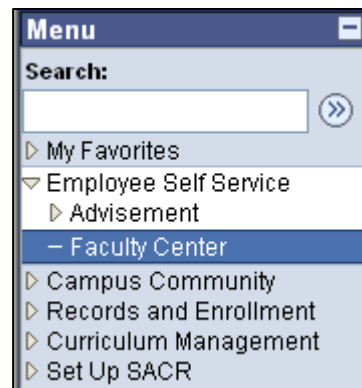 Menu
Search:
My Favorites
Employee Self Service
Advisement
– Faculty Center
Campus Community
Records and Enrollment
Curriculum Management
Set Up SACR